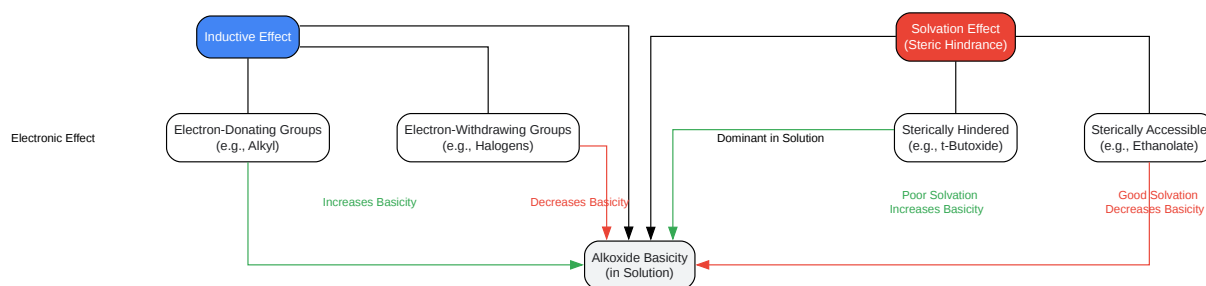 Inductive Effect
Solvation Effect
(Steric Hindrance)
Electronic Effect
Electron-Donating Groups
(e.g., Alkyl)
Electron-Withdrawing Groups
(e.g., Halogens)
Dominant in Solution
Sterically Hindered
(e.g., t-Butoxide)
Sterically Accessible
(e.g., Ethanolate)
Increases Basicity
Decreases Basicity
Poor Solvation
Increases Basicity
Good Solvation
Decreases Basicity
Alkoxide Basicity
(in Solution)